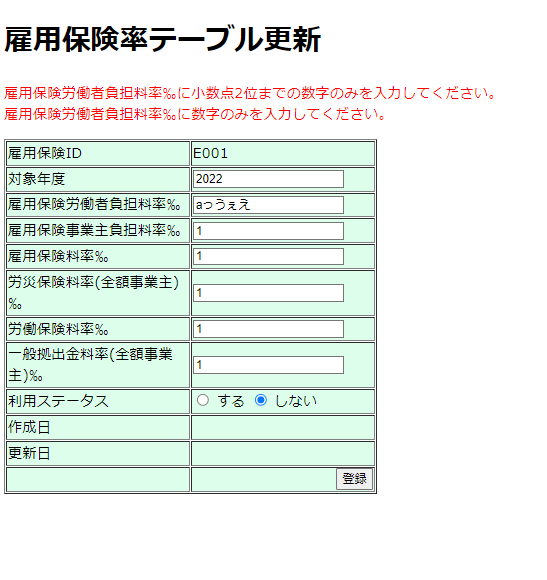 雇用保険率テーブル更新
雇用保険労働者負担料率‰に小数点2位までの数字のみを入力してください。
雇用保険労働者負担料率‰に数字のみを入力してください。
雇用保険ID E001
対象年度 2022
雇用保険労働者負担料率‰ aっうぇえ
雇用保険事業主負担料率‰ 1
雇用保険料率‰ 1
労災保険料率(全額事業主)
‰ 1
労働保険料率‰ 1
一般拠出金料率(全額事業
主)‰ 1
利用ステータス する しない
作成日
更新日
登録